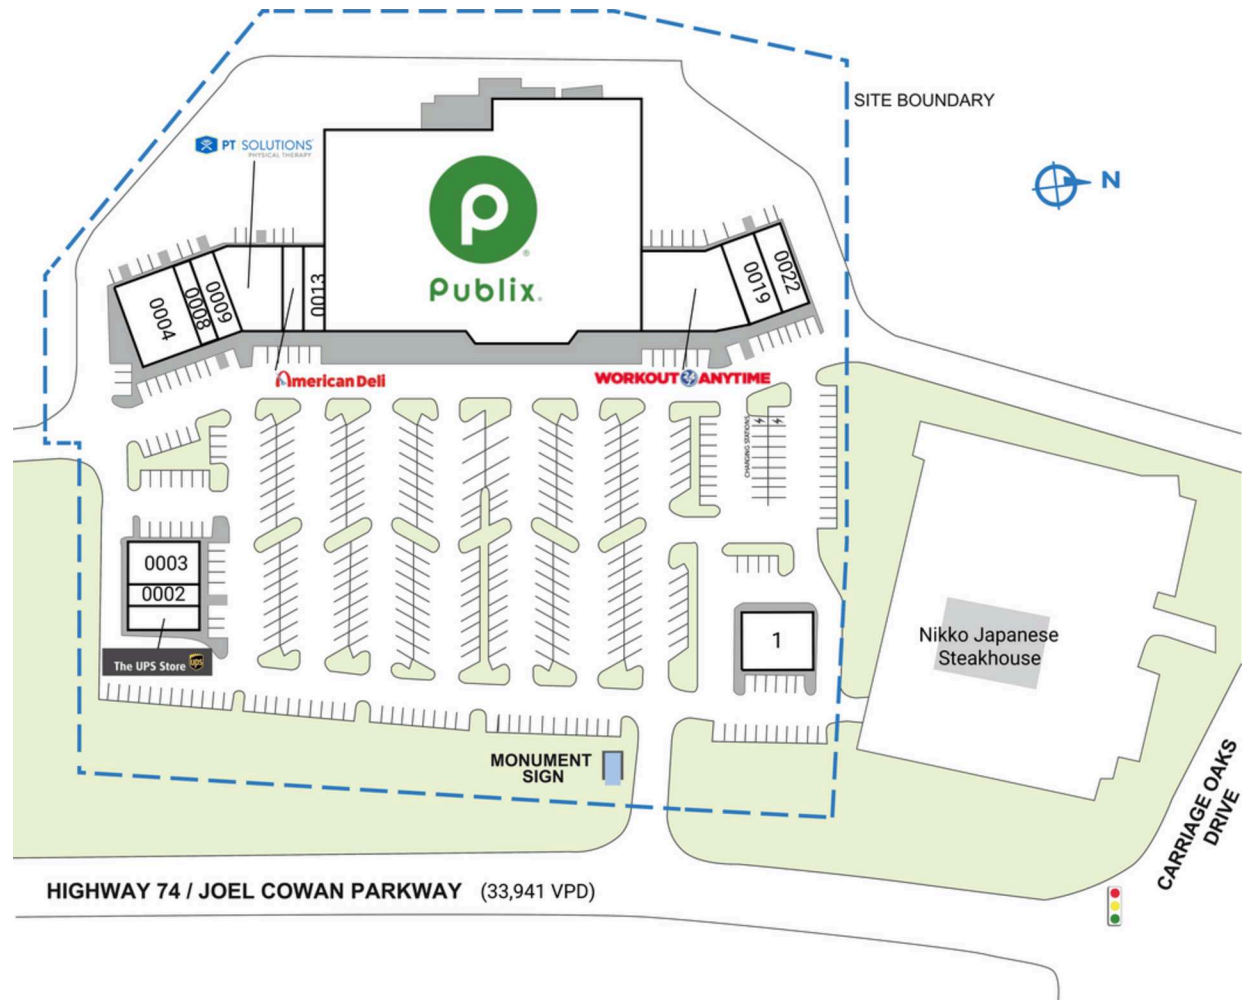 SITE BOUNDARY
PT SOLUTIONS
PHYSICAL THERAPY
N
Publix.
0004
0008
0009
0013
0019
0022
American Deli
WORKOUT 24 ANYTIME
CHARGING STATIONS
0003
0002
The UPS Store ups
1
Nikko Japanese
Steakhouse
MONUMENT
SIGN
CARRIAGE OAKS
DRIVE
HIGHWAY 74 / JOEL COWAN PARKWAY (33,941 VPD)